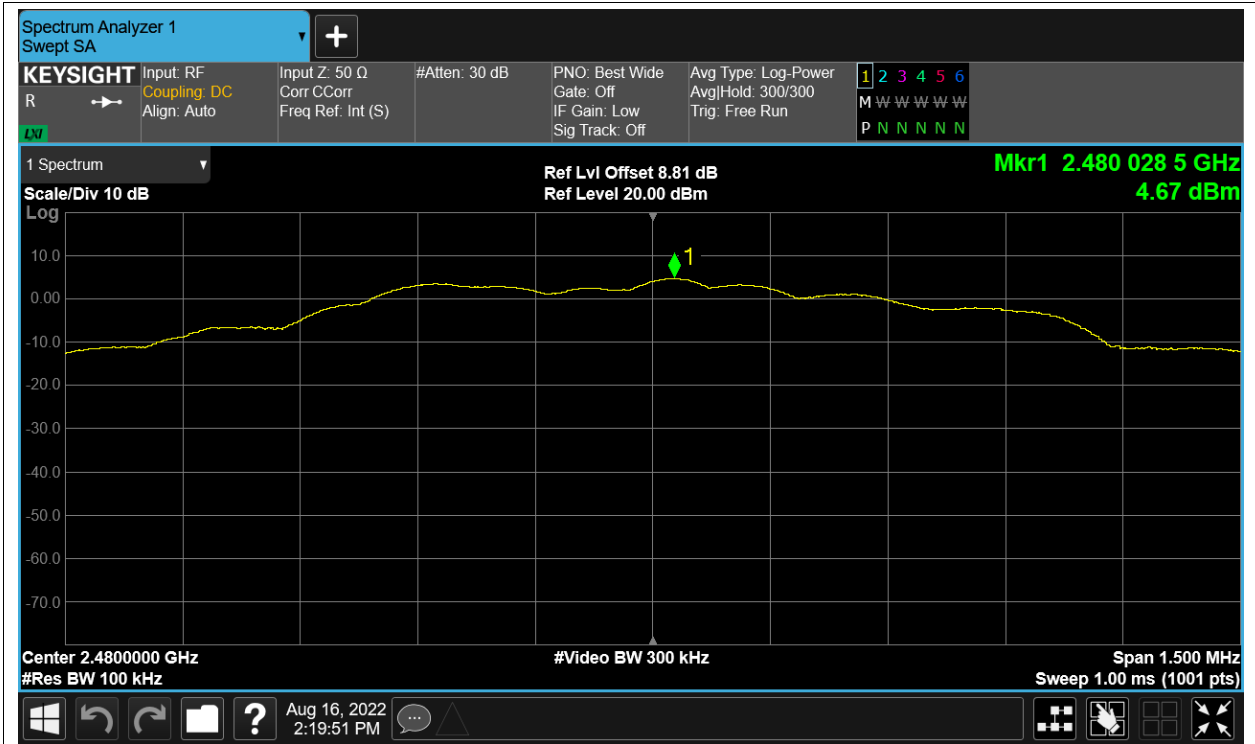 Spectrum Analyzer 1
Swept SA
KEYSIGHT
R
LXI
Input: RF
Coupling: DC
Align: Auto
Input Z: 50 Ω
Corr CCorr
Freq Ref: Int (S)
#Atten: 30 dB
PNO: Best Wide
Gate: Off
IF Gain: Low
Sig Track: Off
Avg Type: Log-Power
Avg|Hold: 300/300
Trig: Free Run
1 2 3 4 5 6
M W W W W W
P N N N N N
1 Spectrum
Scale/Div 10 dB
Log
Ref Lvl Offset 8.81 dB
Ref Level 20.00 dBm
Mkr1 2.480 028 5 GHz
4.67 dBm
1
10.0
0.00
-10.0
-20.0
-30.0
-40.0
-50.0
-60.0
-70.0
Center 2.4800000 GHz
#Res BW 100 kHz
#Video BW 300 kHz
Span 1.500 MHz
Sweep 1.00 ms (1001 pts)
?
Aug 16, 2022
2:19:51 PM